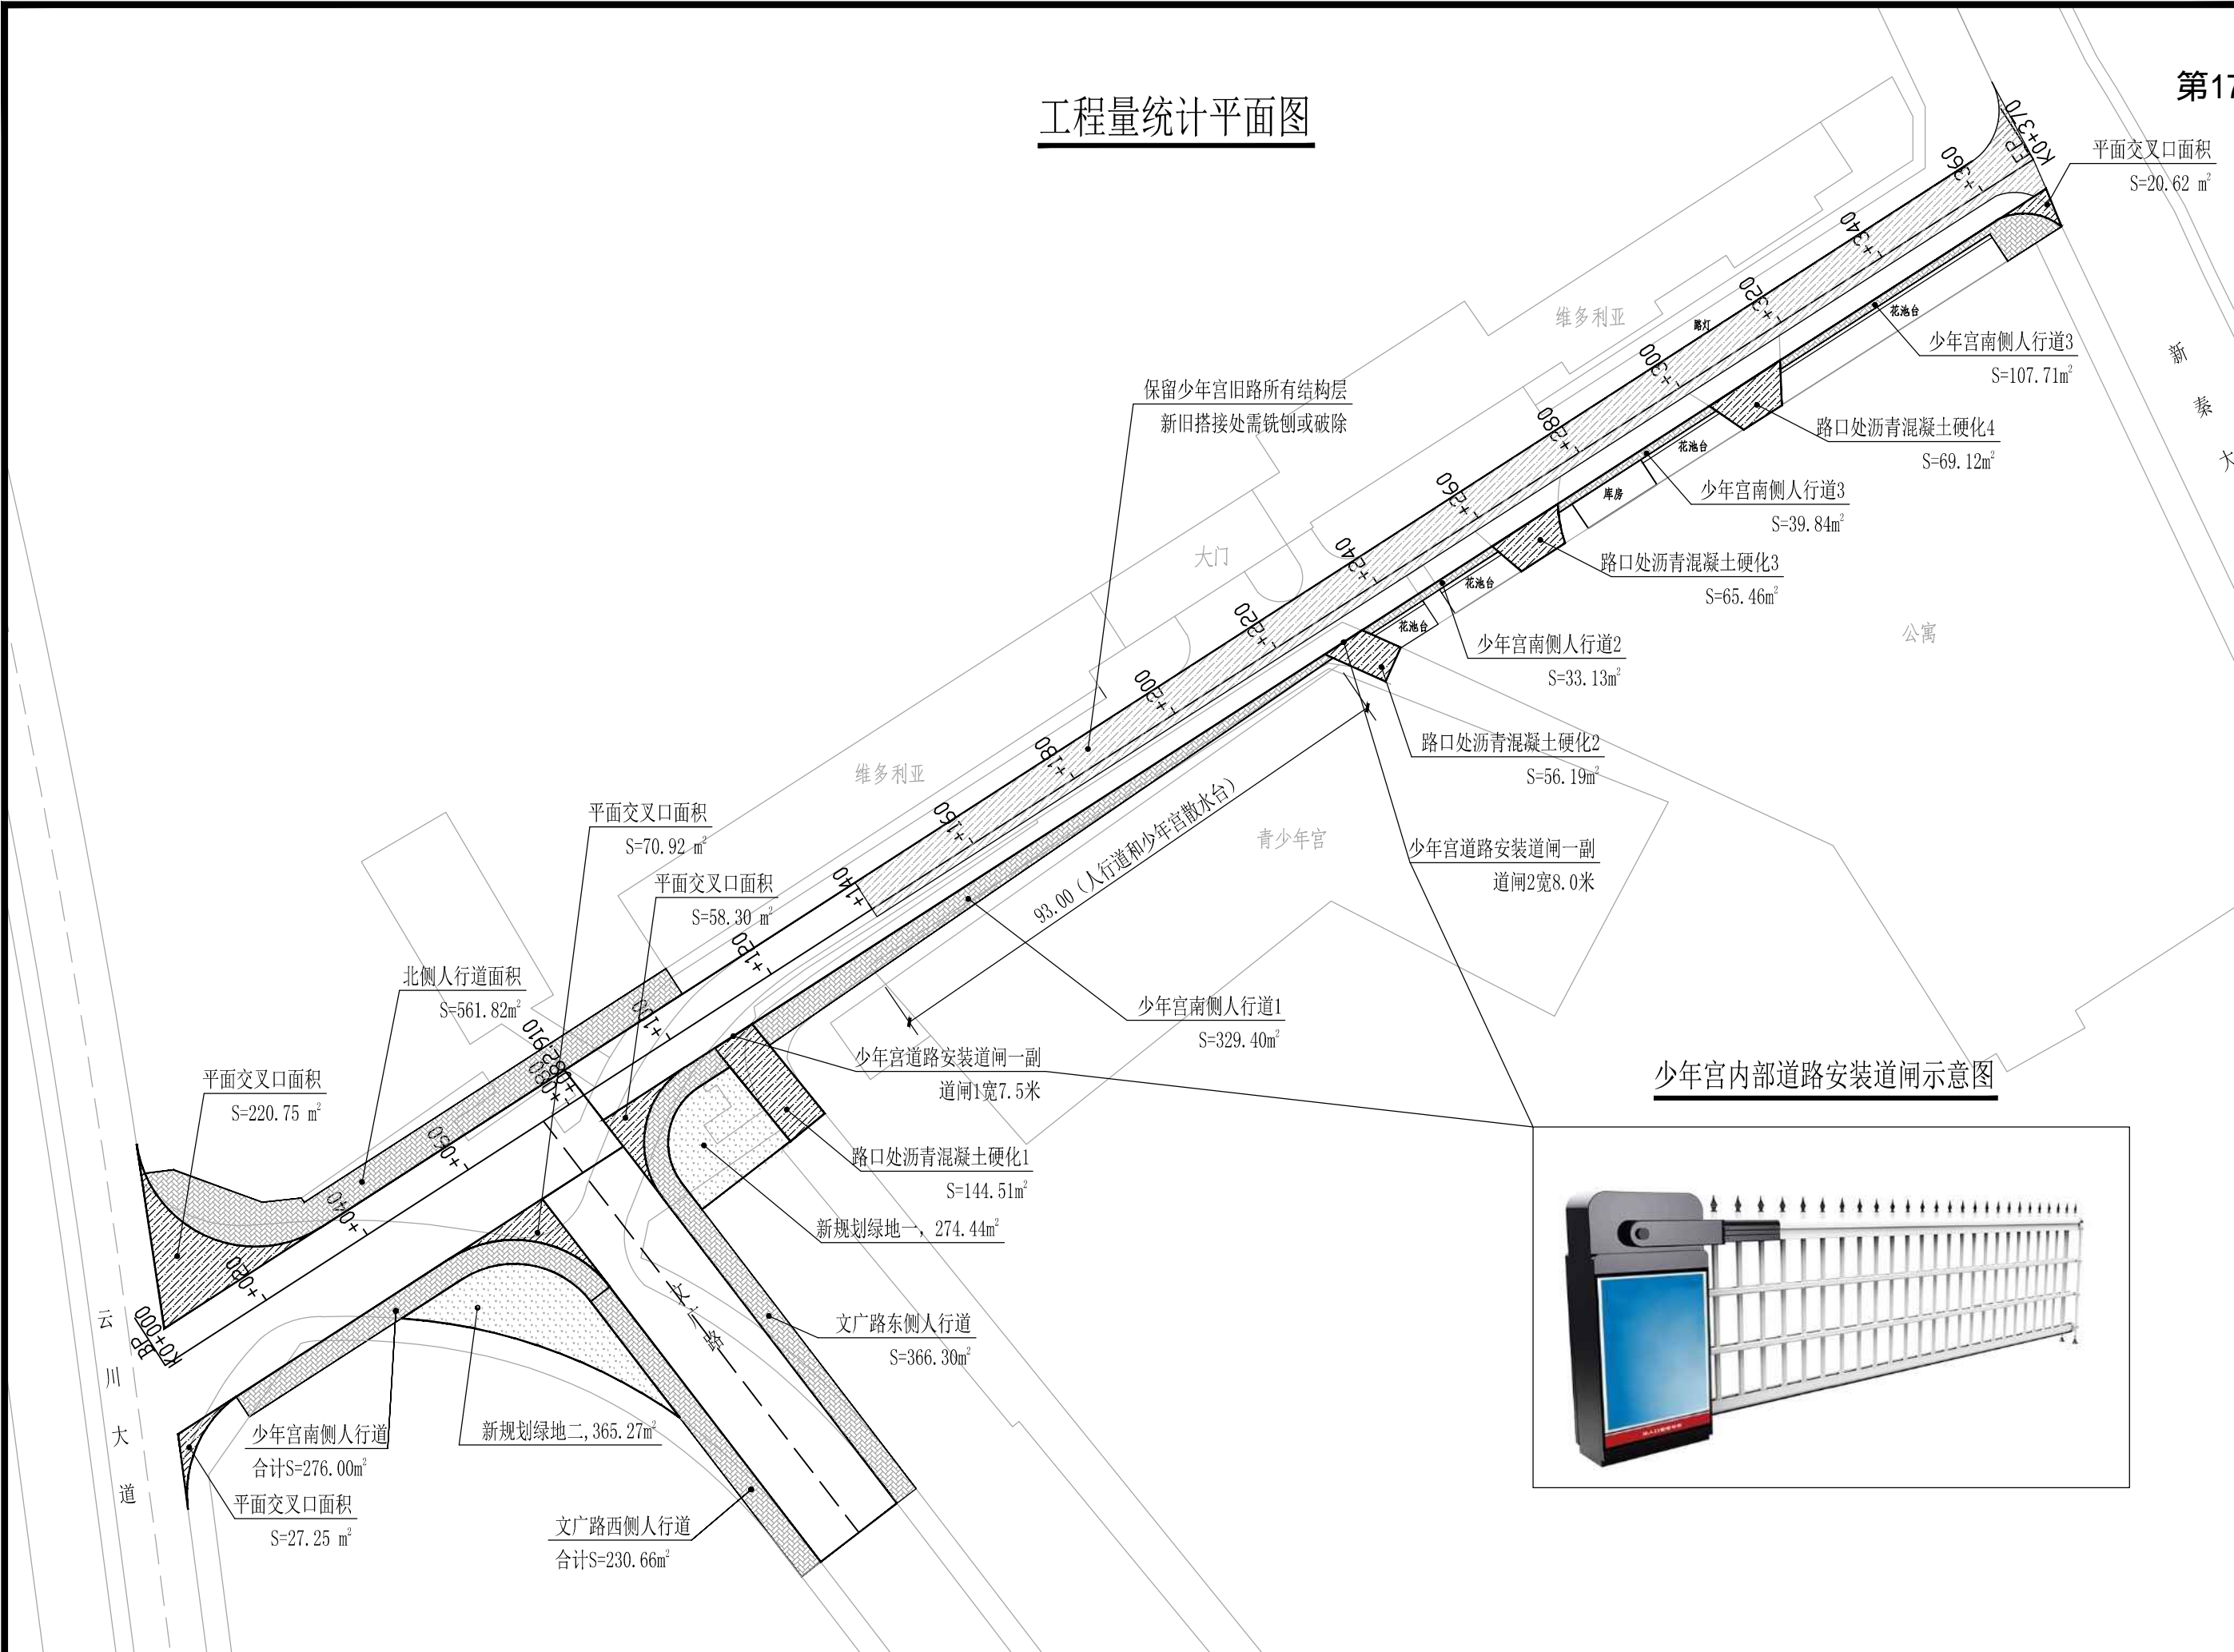 工程量统计平面图
第17
K0+370
EP
+360
+340
+320
+300
+280
+260
+240
+220
+200
+180
+160
+140
+120
+100
+082.910
+080
+060
+040
+020
BP
K0+000
平面交叉口面积
S=20.62 m²
少年宫南侧人行道3
S=107.71m²
路口处沥青混凝土硬化4
S=69.12m²
少年宫南侧人行道3
S=39.84m²
路口处沥青混凝土硬化3
S=65.46m²
少年宫南侧人行道2
S=33.13m²
路口处沥青混凝土硬化2
S=56.19m²
少年宫道路安装道闸一副
道闸2宽8.0米
保留少年宫旧路所有结构层
新旧搭接处需铣刨或破除
维多利亚
路灯
花池台
花池台
库房
花池台
花池台
大门
公寓
新
秦
大
维多利亚
青少年宫
93.00（人行道和少年宫散水台）
平面交叉口面积
S=70.92 m²
平面交叉口面积
S=58.30 m²
北侧人行道面积
S=561.82m²
平面交叉口面积
S=220.75 m²
少年宫南侧人行道1
S=329.40m²
少年宫道路安装道闸一副
道闸1宽7.5米
路口处沥青混凝土硬化1
S=144.51m²
新规划绿地一，274.44m²
文广路东侧人行道
S=366.30m²
文广路
新规划绿地二,365.27m²
少年宫南侧人行道
合计S=276.00m²
平面交叉口面积
S=27.25 m²
文广路西侧人行道
合计S=230.66m²
云
川
大
道
少年宫内部道路安装道闸示意图